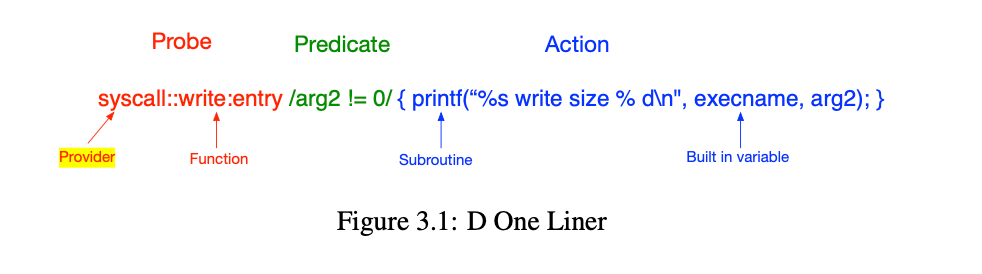 Probe Predicate Action
syscall::write:entry /arg2 != 0/ { printf(“%s write size % d\n", execname, arg2); }
Provider Function Subroutine Built in variable
Figure 3.1: D One Liner